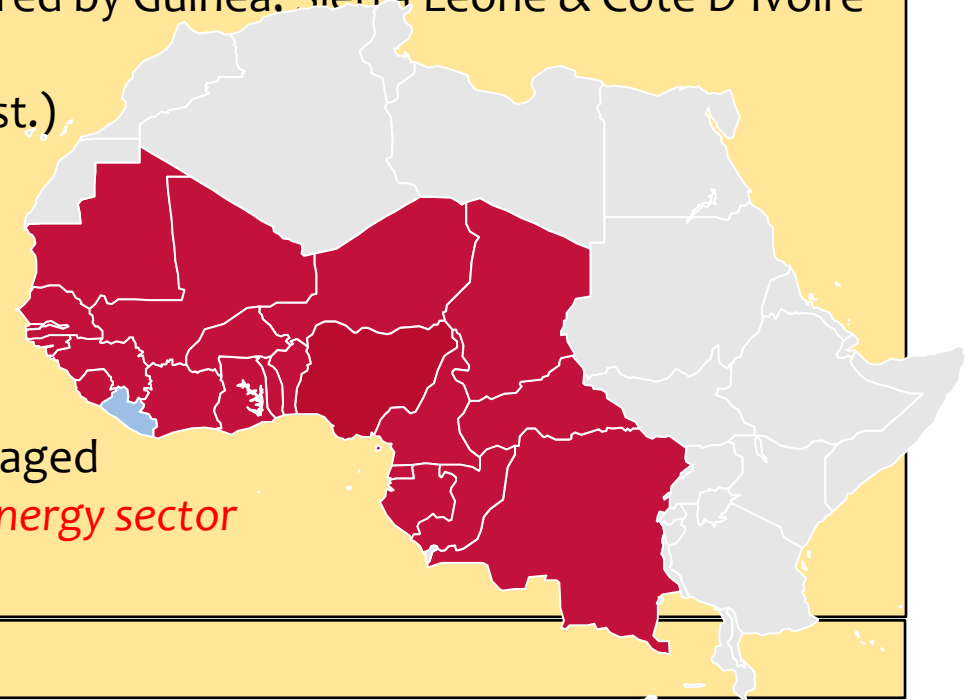 red by Guinea, Sierra Leone & Cote D'Ivoire
st.)
aged
nergy sector